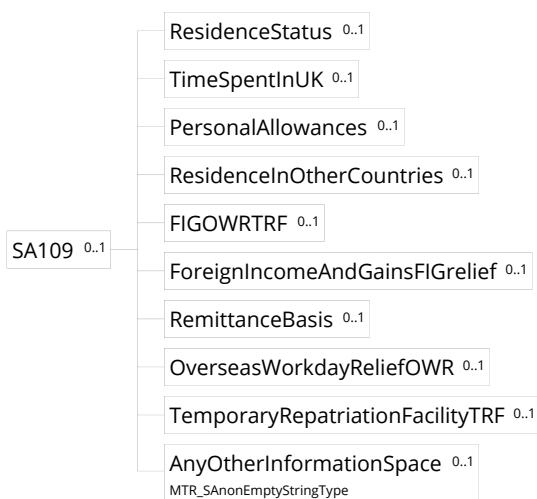 ResidenceStatus 0..1
TimeSpentInUK 0..1
PersonalAllowances 0..1
ResidenceInOtherCountries 0..1
SA109 0..1
FIGOWRTRF 0..1
ForeignIncomeAndGainsFIGrelief 0..1
RemittanceBasis 0..1
OverseasWorkdayReliefOWR 0..1
TemporaryRepatriationFacilityTRF 0..1
AnyOtherInformationSpace 0..1
MTR_SAnonEmptyStringType